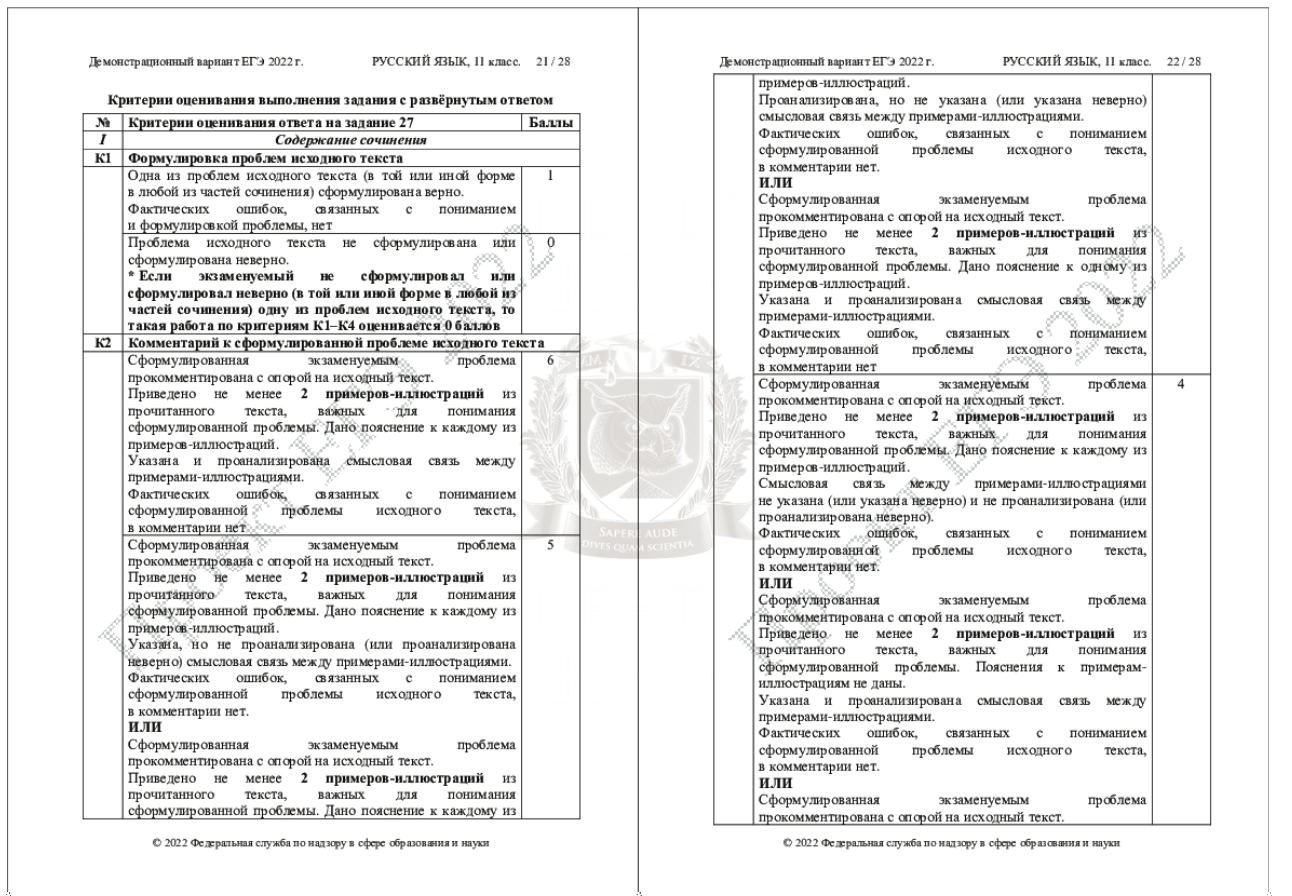 Демонстрационный вариант ЕГЭ 2022 г. РУССКИЙ ЯЗЫК, 11 класс. 21 / 28
Критерии оценивания выполнения задания с развёрнутым ответом
№ Критерии оценивания ответа на задание 27 Баллы
I Содержание сочинения
К1 Формулировка проблем исходного текста
Одна из проблем исходного текста (в той или иной форме 1
в любой из частей сочинения) сформулирована верно.
Фактических ошибок, связанных с пониманием
и формулировкой проблемы, нет
Проблема исходного текста не сформулирована или 0
сформулирована неверно.
* Если экзаменуемый не сформулировал или
сформулировал неверно (в той или иной форме в любой из
частей сочинения) одну из проблем исходного текста, то
такая работа по критериям К1–К4 оценивается 0 баллов
К2 Комментарий к сформулированной проблеме исходного текста
Сформулированная экзаменуемым проблема 6
прокомментирована с опорой на исходный текст.
Приведено не менее 2 примеров-иллюстраций из
прочитанного текста, важных для понимания
сформулированной проблемы. Дано пояснение к каждому из
примеров-иллюстраций.
Указана и проанализирована смысловая связь между
примерами-иллюстрациями.
Фактических ошибок, связанных с пониманием
сформулированной проблемы исходного текста,
в комментарии нет
Сформулированная экзаменуемым проблема 5
прокомментирована с опорой на исходный текст.
Приведено не менее 2 примеров-иллюстраций из
прочитанного текста, важных для понимания
сформулированной проблемы. Дано пояснение к каждому из
примеров-иллюстраций.
Указана, но не проанализирована (или проанализирована
неверно) смысловая связь между примерами-иллюстрациями.
Фактических ошибок, связанных с пониманием
сформулированной проблемы исходного текста,
в комментарии нет.
ИЛИ
Сформулированная экзаменуемым проблема
прокомментирована с опорой на исходный текст.
Приведено не менее 2 примеров-иллюстраций из
прочитанного текста, важных для понимания
сформулированной проблемы. Дано пояснение к каждому из
© 2022 Федеральная служба по надзору в сфере образования и науки
Демонстрационный вариант ЕГЭ 2022 г. РУССКИЙ ЯЗЫК, 11 класс. 22 / 28
примеров-иллюстраций.
Проанализирована, но не указана (или указана неверно)
смысловая связь между примерами-иллюстрациями.
Фактических ошибок, связанных с пониманием
сформулированной проблемы исходного текста,
в комментарии нет.
ИЛИ
Сформулированная экзаменуемым проблема
прокомментирована с опорой на исходный текст.
Приведено не менее 2 примеров-иллюстраций из
прочитанного текста, важных для понимания
сформулированной проблемы. Дано пояснение к одному из
примеров-иллюстраций.
Указана и проанализирована смысловая связь между
примерами-иллюстрациями.
Фактических ошибок, связанных с пониманием
сформулированной проблемы исходного текста,
в комментарии нет
Сформулированная экзаменуемым проблема 4
прокомментирована с опорой на исходный текст.
Приведено не менее 2 примеров-иллюстраций из
прочитанного текста, важных для понимания
сформулированной проблемы. Дано пояснение к каждому из
примеров-иллюстраций.
Смысловая связь между примерами-иллюстрациями
не указана (или указана неверно) и не проанализирована (или
проанализирована неверно).
Фактических ошибок, связанных с пониманием
сформулированной проблемы исходного текста,
в комментарии нет.
ИЛИ
Сформулированная экзаменуемым проблема
прокомментирована с опорой на исходный текст.
Приведено не менее 2 примеров-иллюстраций из
прочитанного текста, важных для понимания
сформулированной проблемы. Пояснения к примерам-
иллюстрациям не даны.
Указана и проанализирована смысловая связь между
примерами-иллюстрациями.
Фактических ошибок, связанных с пониманием
сформулированной проблемы исходного текста,
в комментарии нет.
ИЛИ
Сформулированная экзаменуемым проблема
прокомментирована с опорой на исходный текст.
© 2022 Федеральная служба по надзору в сфере образования и науки
Проект ЕГЭ 2022
Проект ЕГЭ 2022
SAPERE AUDE
DIVES QUAM SCIENTIA